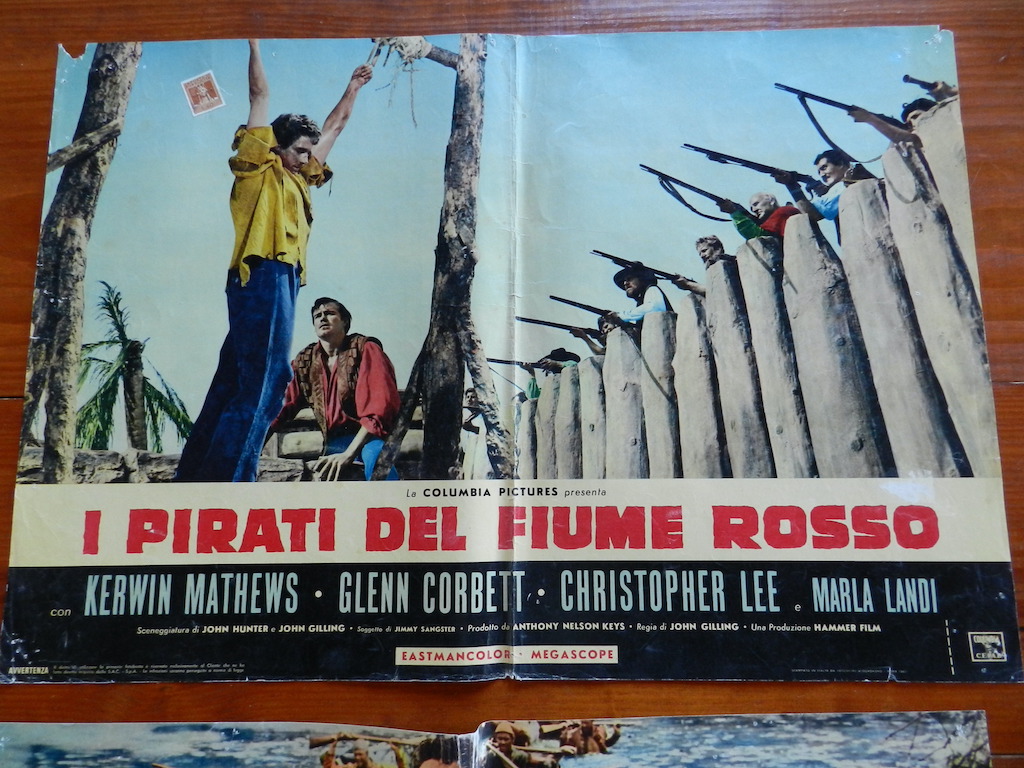 La COLUMBIA PICTURES presenta
I PIRATI DEL FIUME ROSSO
con KERWIN MATHEWS • GLENN CORBETT • CHRISTOPHER LEE e MARLA LANDI
Sceneggiatura di JOHN HUNTER e JOHN GILLING • Soggetto di JIMMY SANGSTER • Prodotto da ANTHONY NELSON KEYS • Regia di JOHN GILLING • Una Produzione HAMMER FILM
EASTMANCOLOR • MEGASCOPE
AVVERTENZA
COLUMBIA
CEIAD